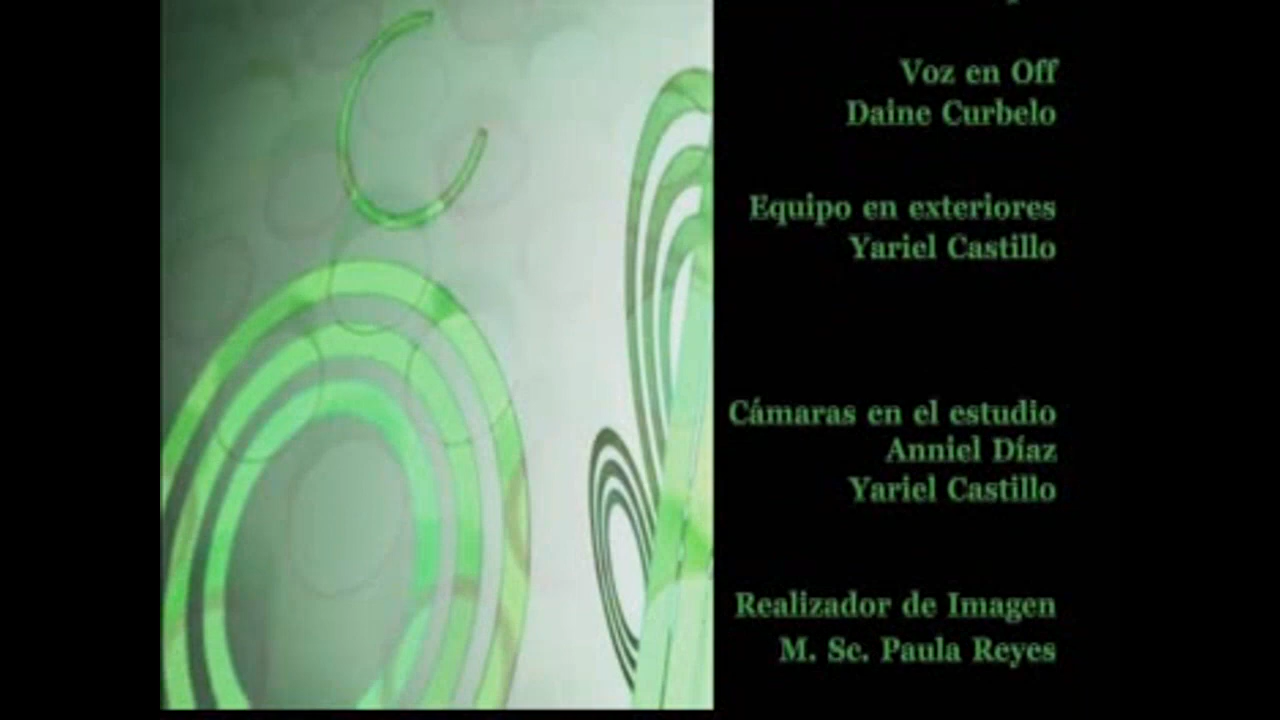 Voz en Off
Daine Curbelo
Equipo en exteriores
Yariel Castillo
Cámaras en el estudio
Anniel Díaz
Yariel Castillo
Realizador de Imagen
M. Sc. Paula Reyes